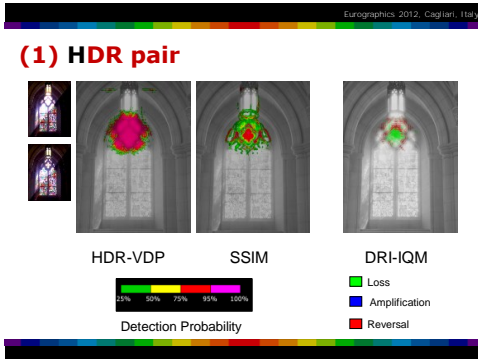 Eurographics 2012, Cagliari, Italy
(1) HDR pair
HDR-VDP SSIM DRI-IQM
25% 50% 75% 95% 100%
Detection Probability
Loss
Amplification
Reversal